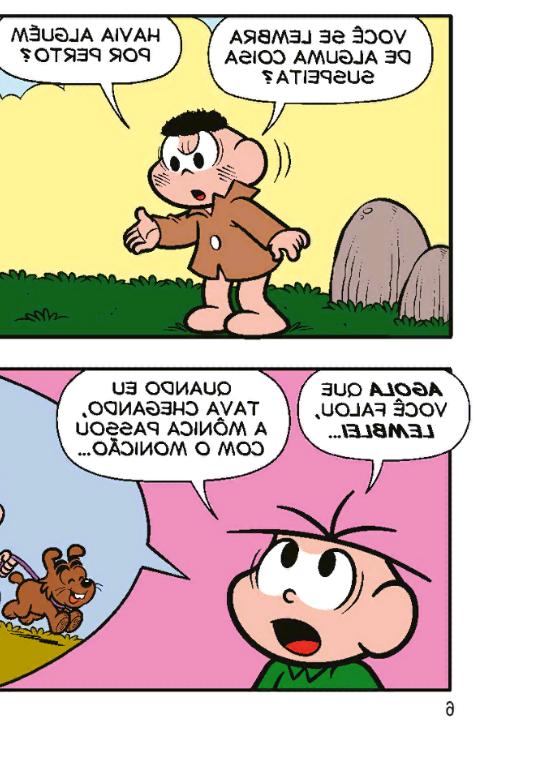 VOCÊ SE LEMBRA
DE ALGUMA COISA
SUSPEITA?
HAVIA ALGUÉM
POR PERTO?
AGOLA QUE
VOCÊ FALOU,
LEMBLEI...
QUANDO EU
TAVA CHEGANDO,
A MÔNICA PASSOU
COM O MONICÃO...
6